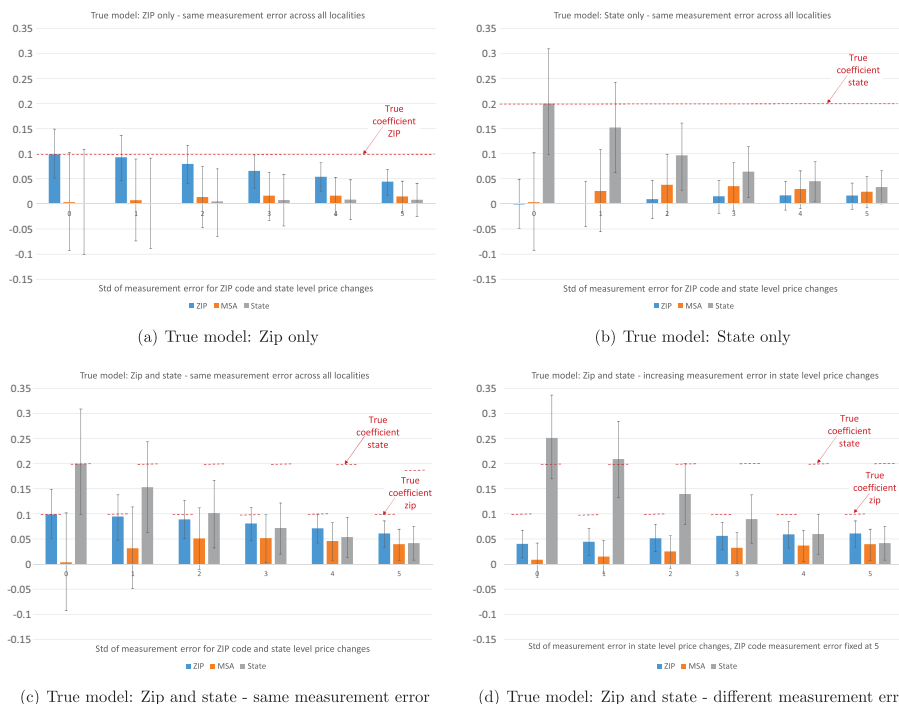 True model: ZIP only - same measurement error across all localities
0.35
0.3
0.25
0.2
0.15
0.1
0.05
0
-0.05
-0.1
-0.15
True
coefficient
ZIP
0 1 2 3 4 5
Std of measurement error for ZIP code and state level price changes
ZIP MSA State
(a) True model: Zip only
True model: State only - same measurement error across all localities
0.35
0.3
0.25
0.2
0.15
0.1
0.05
0
-0.05
-0.1
-0.15
True
coefficient
state
0 1 2 3 4 5
Std of measurement error for ZIP code and state level price changes
ZIP MSA State
(b) True model: State only
True model: Zip and state - same measurement error across all localities
0.35
0.3
0.25
0.2
0.15
0.1
0.05
0
-0.05
-0.1
-0.15
True
coefficient
state
True
coefficient
zip
0 1 2 3 4 5
Std of measurement error for ZIP code and state level price changes
ZIP MSA State
(c) True model: Zip and state - same measurement error
True model: Zip and state - increasing measurement error in state level price changes
0.35
0.3
0.25
0.2
0.15
0.1
0.05
0
-0.05
-0.1
-0.15
True
coefficient
state
True
coefficient
zip
0 1 2 3 4 5
Std of measurement error in state level price changes, ZIP code measurement error fixed at 5
ZIP MSA State
(d) True model: Zip and state - different measurement err